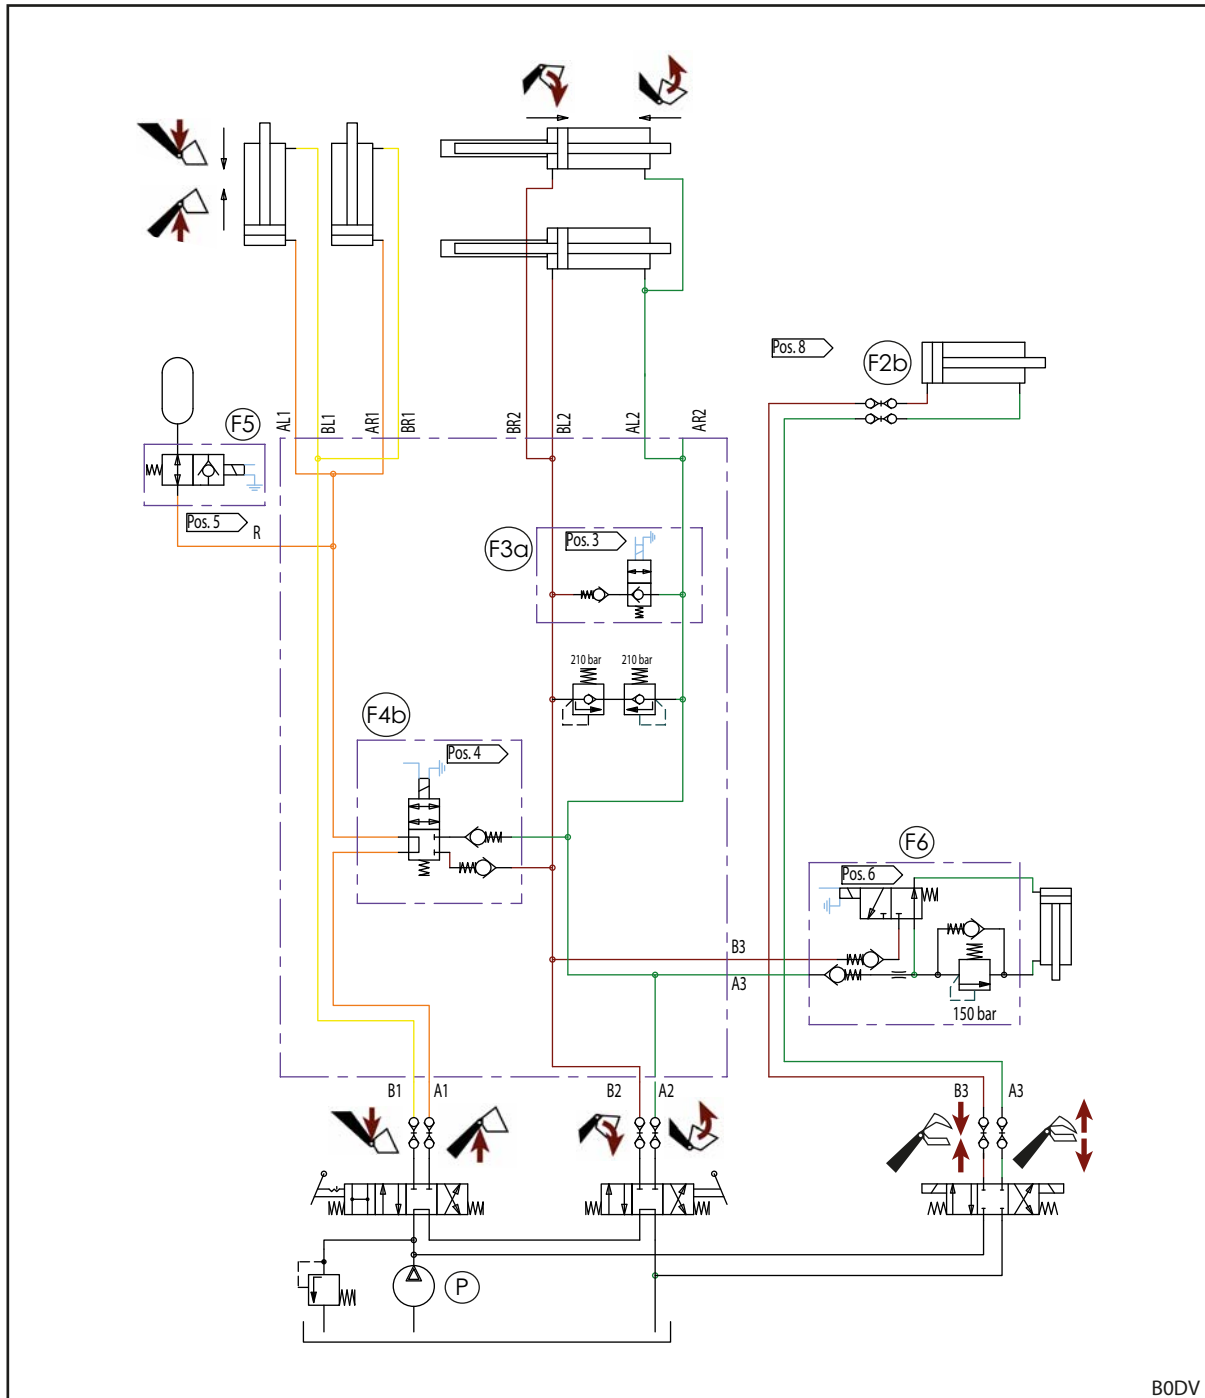 Pos. 8
F2b
F5
AL1
BL1
AR1
BR1
BR2
BL2
AL2
AR2
Pos. 5
R
F3a
Pos. 3
210 bar
210 bar
F4b
Pos. 4
F6
Pos. 6
B3
A3
150 bar
B1
A1
B2
A2
B3
A3
P
B0DV